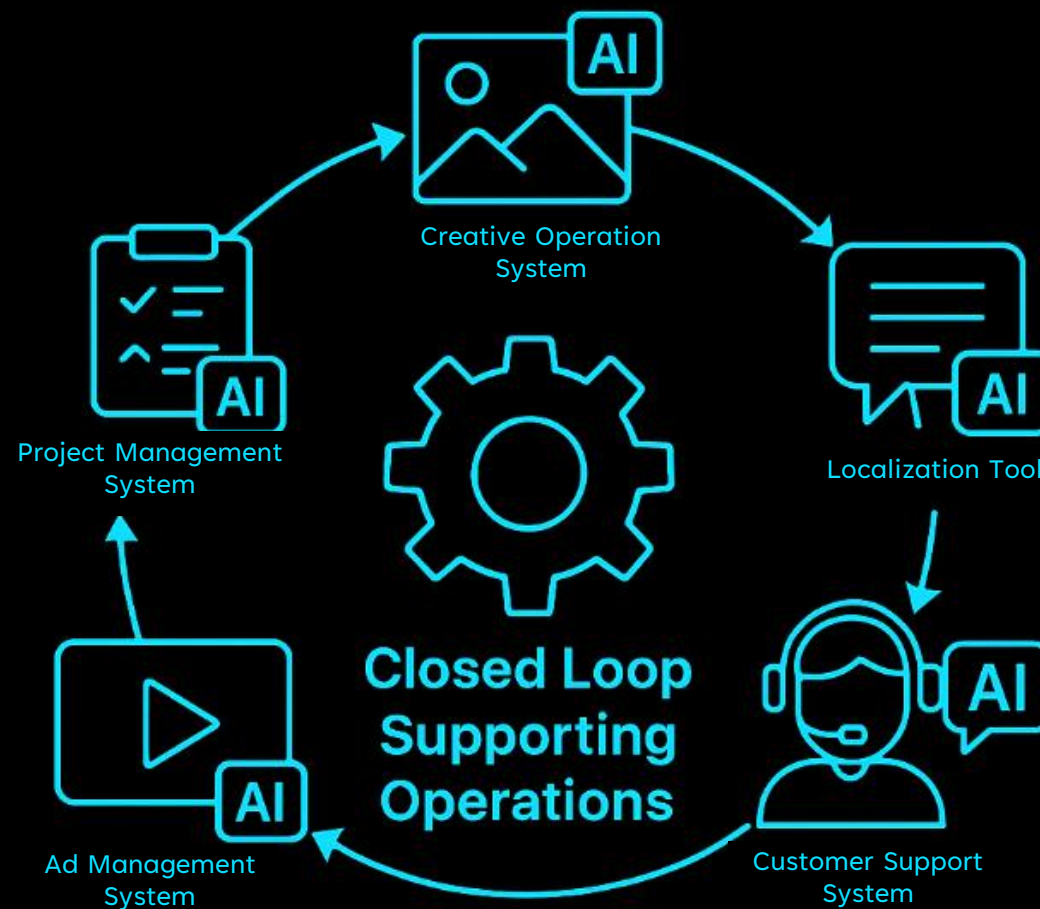 AI
Creative Operation
System
AI
Project Management
System
AI
Localization Tool
Closed Loop
Supporting
Operations
AI
Customer Support
System
AI
Ad Management
System